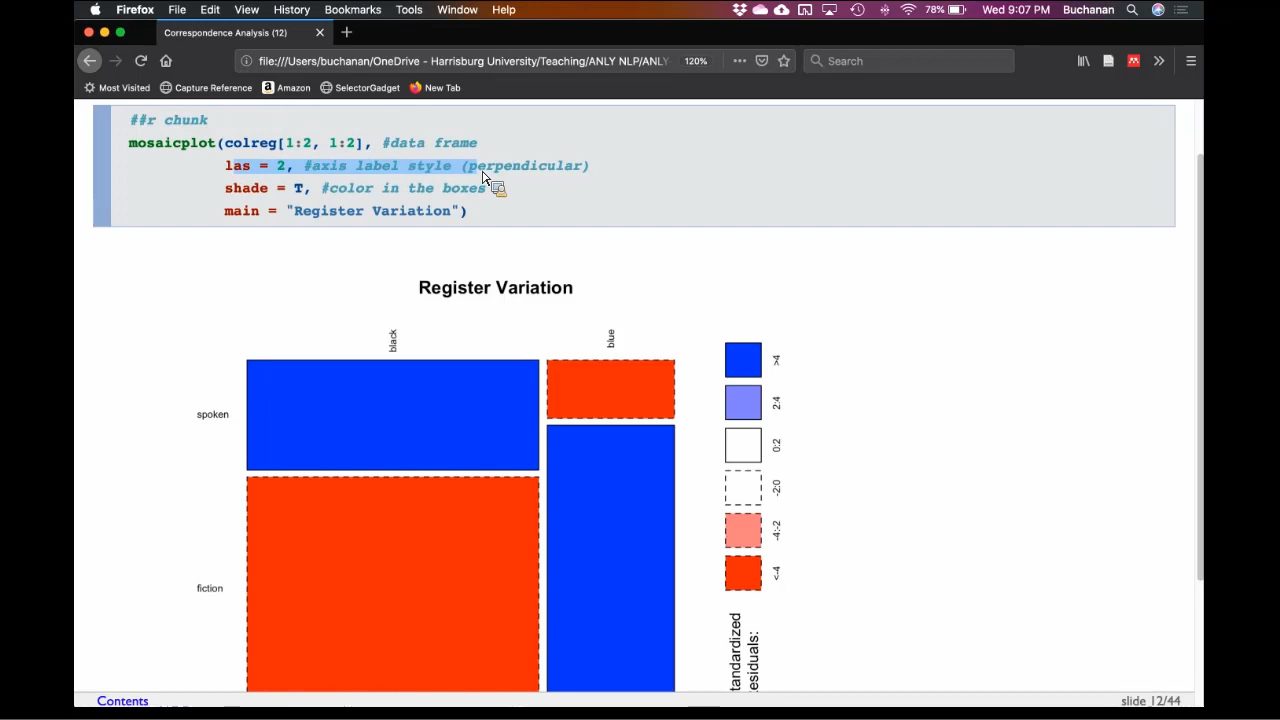 Firefox File Edit View History Bookmarks Tools Window Help 78% Wed 9:07 PM Buchanan
Correspondence Analysis (12)
file:///Users/buchanan/OneDrive - Harrisburg University/Teaching/ANLY NLP/ANLY- 120% Search
Most Visited Capture Reference Amazon SelectorGadget New Tab
##r chunk
mosaicplot(colreg[1:2, 1:2], #data frame
las = 2, #axis label style (perpendicular)
shade = T, #color in the boxes
main = "Register Variation")
Register Variation
black
blue
spoken
fiction
>4
2:4
0:2
-2:0
-4:-2
<-4
tandardized
esiduals:
Contents
slide 12/44